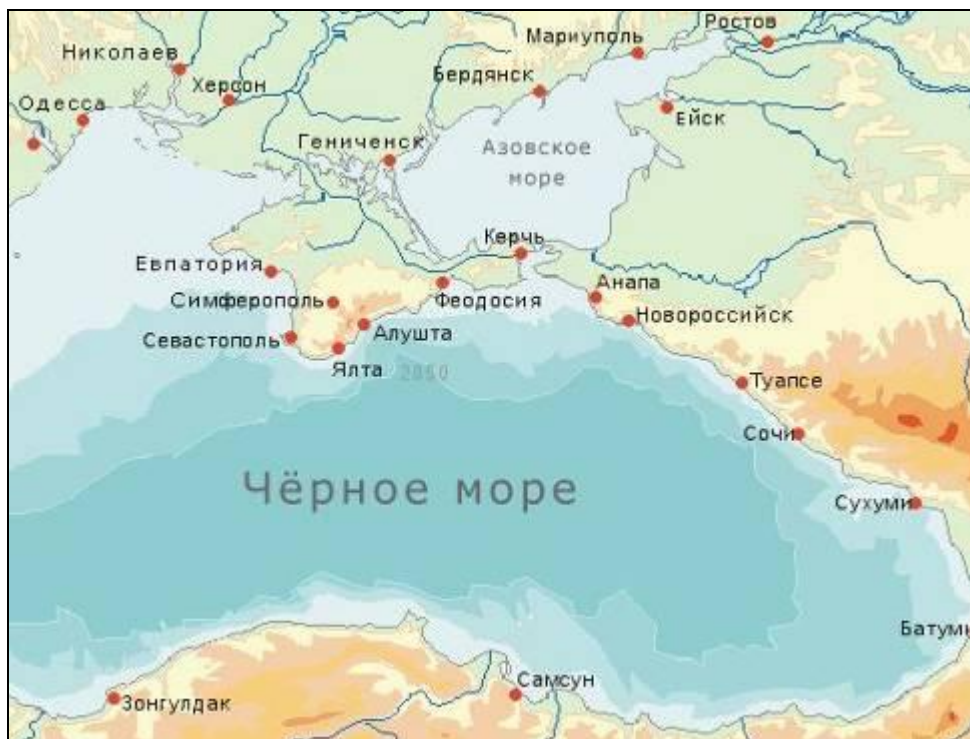 Ростов
Мариуполь
Николаев
Бердянск
Херсон
Одесса
Ейск
Гениченск
Азовское
море
Керчь
Евпатория
Анапа
Симферополь
Феодосия
Новороссийск
Севастополь
Алушта
Ялта
Туапсе
Сочи
Чёрное море
Сухуми
Батуми
Самсун
Зонгулдак